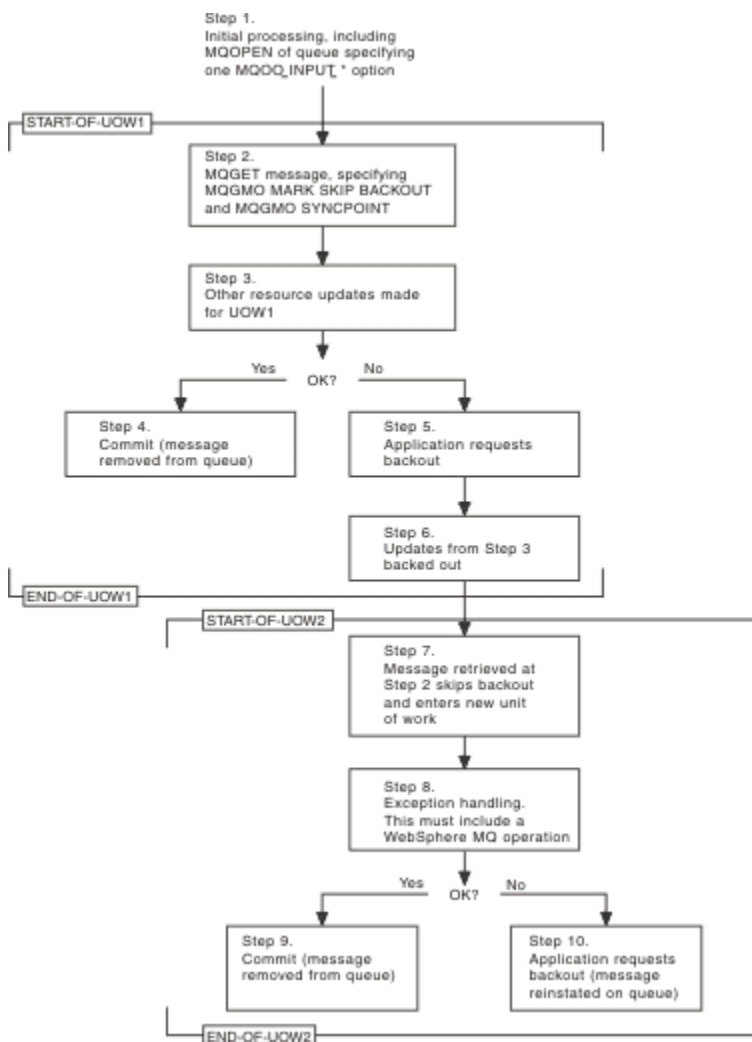 Step 1.
Initial processing, including
MQOPEN of queue specifying
one MQOO_INPUT_* option
START-OF-UOW1
Step 2.
MQGET message, specifying
MQGMO MARK SKIP BACKOUT
and MQGMO SYNCPOINT
Step 3.
Other resource updates made
for UOW1
Yes
OK?
No
Step 4.
Commit (message
removed from queue)
Step 5.
Application requests
backout
Step 6.
Updates from Step 3
backed out
END-OF-UOW1
START-OF-UOW2
Step 7.
Message retrieved at
Step 2 skips backout
and enters new unit
of work
Step 8.
Exception handling.
This must include a
WebSphere MQ operation
Yes
OK?
No
Step 9.
Commit (message
removed from queue)
Step 10.
Application requests
backout (message
reinstated on queue)
END-OF-UOW2